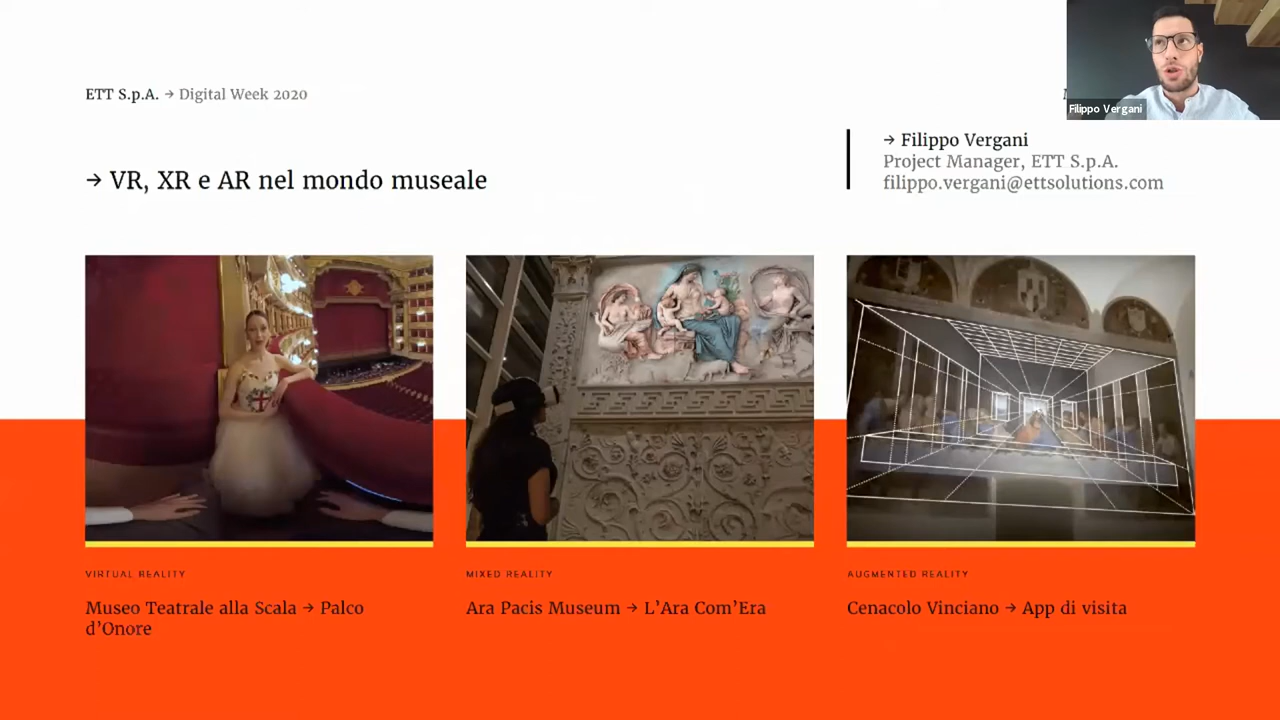 ETT S.p.A. → Digital Week 2020
Filippo Vergani
→ VR, XR e AR nel mondo museale
→ Filippo Vergani
Project Manager, ETT S.p.A.
filippo.vergani@ettsolutions.com
VIRTUAL REALITY
Museo Teatrale alla Scala → Palco
d’Onore
MIXED REALITY
Ara Pacis Museum → L’Ara Com’Era
AUGMENTED REALITY
Cenacolo Vinciano → App di visita